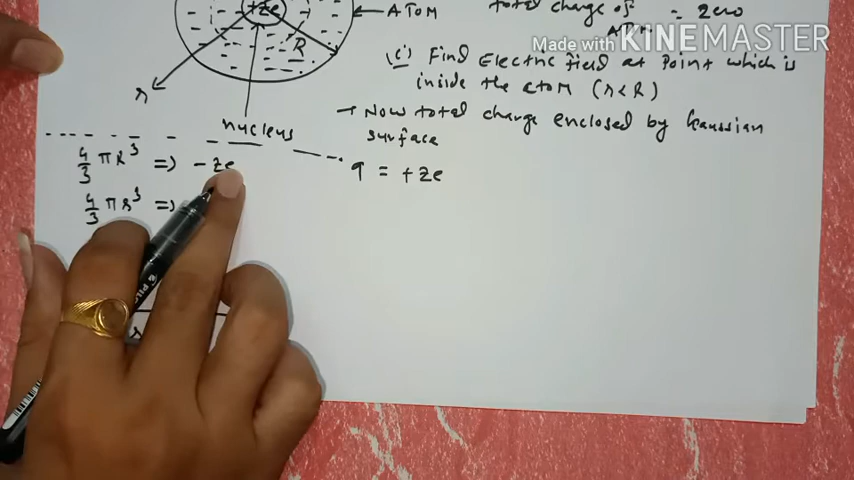 total charge of = zero
ATOM
+ze
ATOM
Made with KINEMASTER
R
(i) Find Electric field at Point which is
inside the atom (r<R)
r
→ Now total charge enclosed by Gaussian
surface
nucleus
4/3 πR³ => -ze
q = +ze
4/3 πr³ =>